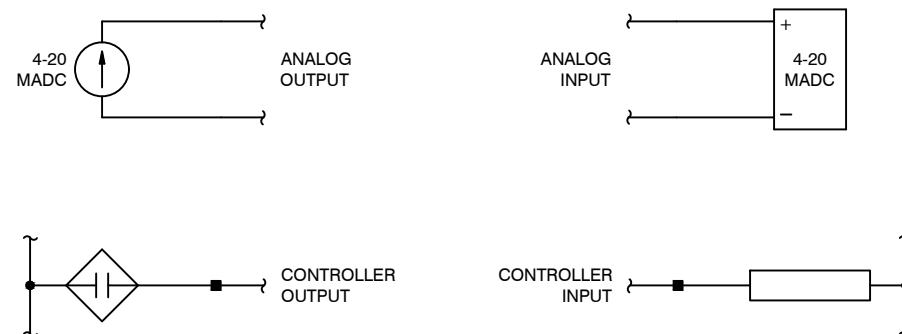 4-20
MADC
ANALOG
OUTPUT
ANALOG
INPUT
+
4-20
MADC
−
CONTROLLER
OUTPUT
CONTROLLER
INPUT